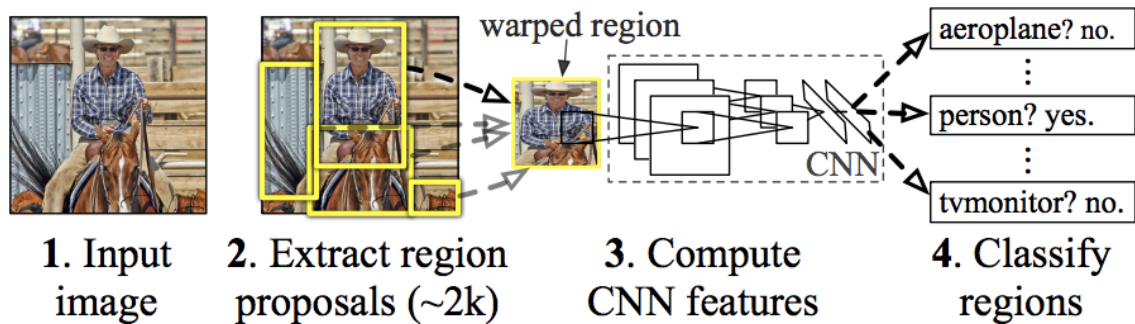 warped region
aeroplane? no.
⋮
person? yes.
⋮
tvmonitor? no.
CNN
1. Input
image
2. Extract region
proposals (~2k)
3. Compute
CNN features
4. Classify
regions